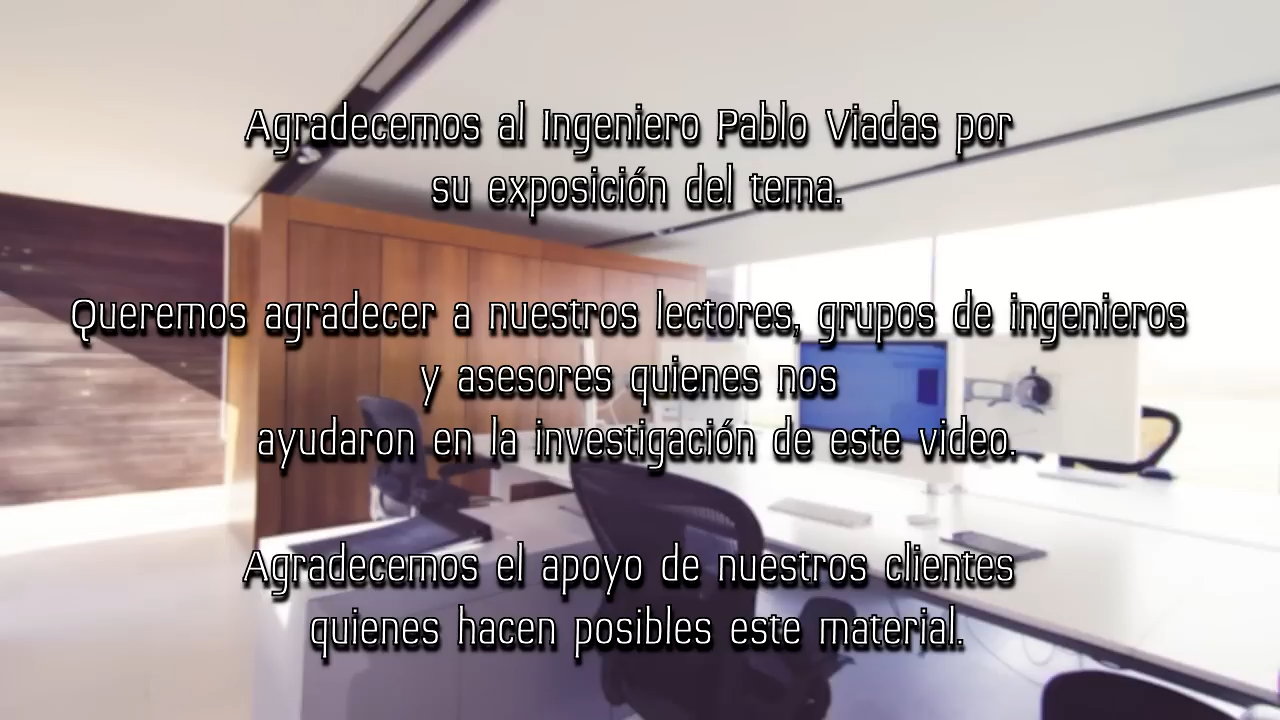 Agradecemos al Ingeniero Pablo Viadas por
su exposición del tema.
Queremos agradecer a nuestros lectores, grupos de ingenieros
y asesores quienes nos
ayudaron en la investigación de este video.
Agradecemos el apoyo de nuestros clientes
quienes hacen posibles este material.